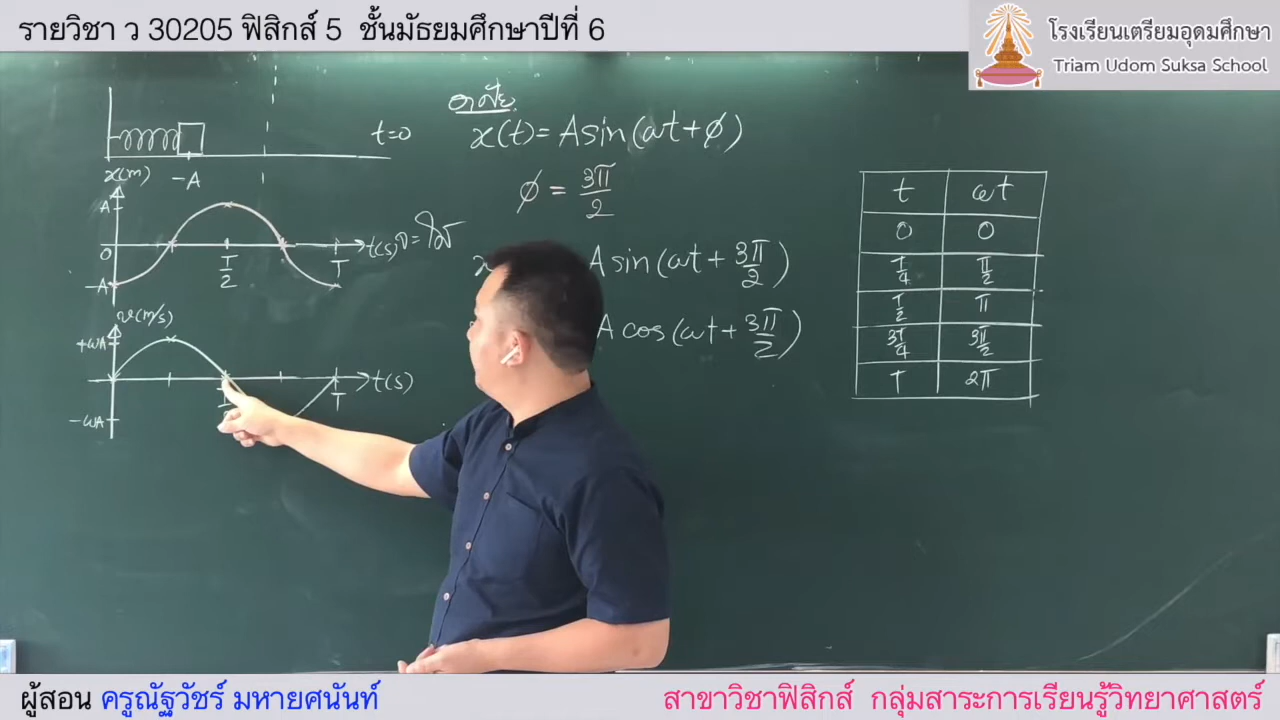 รายวิชา ว 30205 ฟิสิกส์ 5 ชั้นมัธยมศึกษาปีที่ 6
โรงเรียนเตรียมอุดมศึกษา
Triam Udom Suksa School
t=0
x(t)=Asin(ωt+φ)
x(m)
-A
φ = 3π/2
A
0
-A
T/2
T
t(s)
x
Asin(ωt+3π/2)
v(m/s)
+ωA
-ωA
T
t(s)
Acos(ωt+3π/2)
t ωt
0 0
T/4 π/2
T/2 π
3T/4 3π/2
T 2π
ผู้สอน ครูณัฐวัชร์ มหายศนันท์
สาขาวิชาฟิสิกส์ กลุ่มสาระการเรียนรู้วิทยาศาสตร์